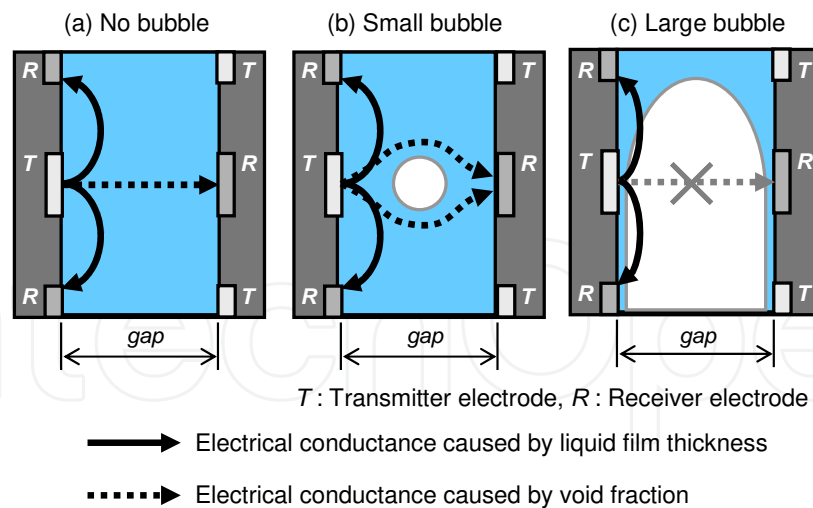 (a) No bubble (b) Small bubble (c) Large bubble
R T R T R T
T R T R T R
R T R T R T
gap gap gap
T : Transmitter electrode, R : Receiver electrode
Electrical conductance caused by liquid film thickness
Electrical conductance caused by void fraction